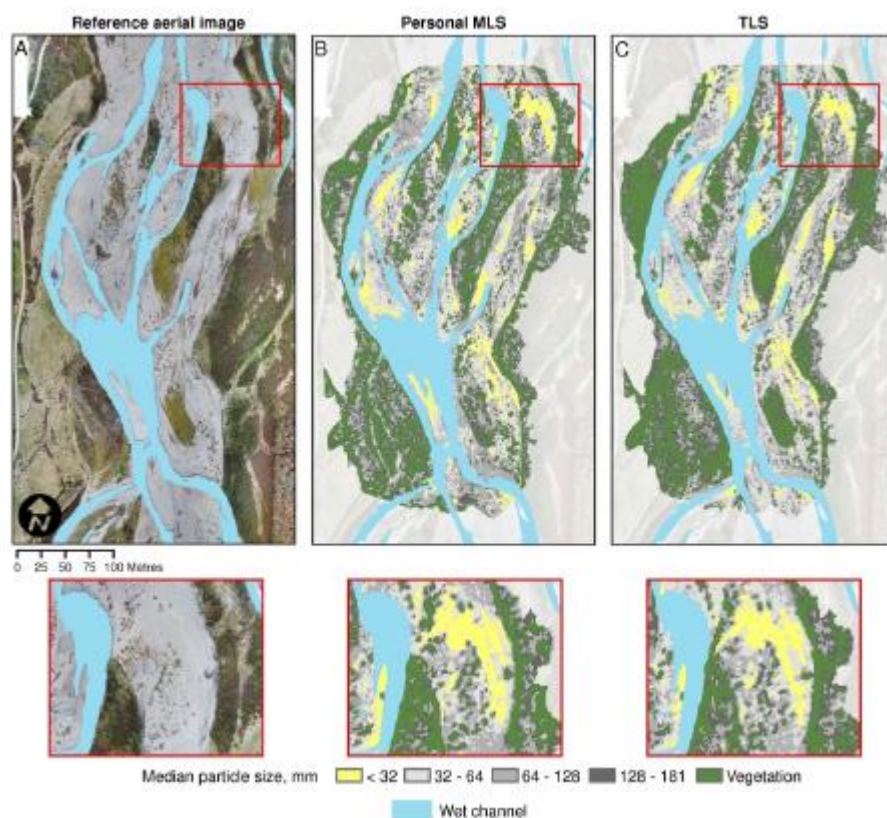 Reference aerial image
Personal MLS
TLS
A
B
C
N
0 25 50 75 100 Metres
Median particle size, mm
< 32
32 - 64
64 - 128
128 - 181
Vegetation
Wet channel